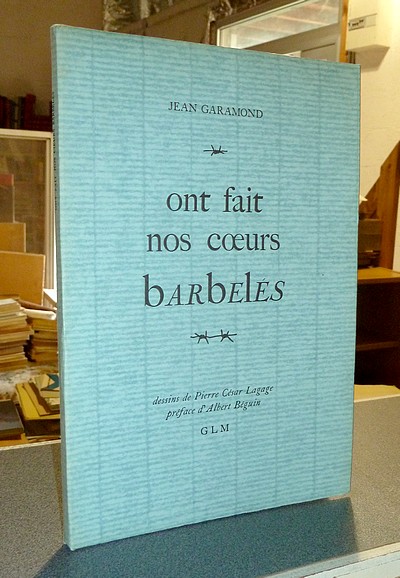 JEAN GARAMOND
ont fait
nos cœurs
bARbelÉs
dessins de Pierre César Lagage
préface d'Albert Béguin
GLM